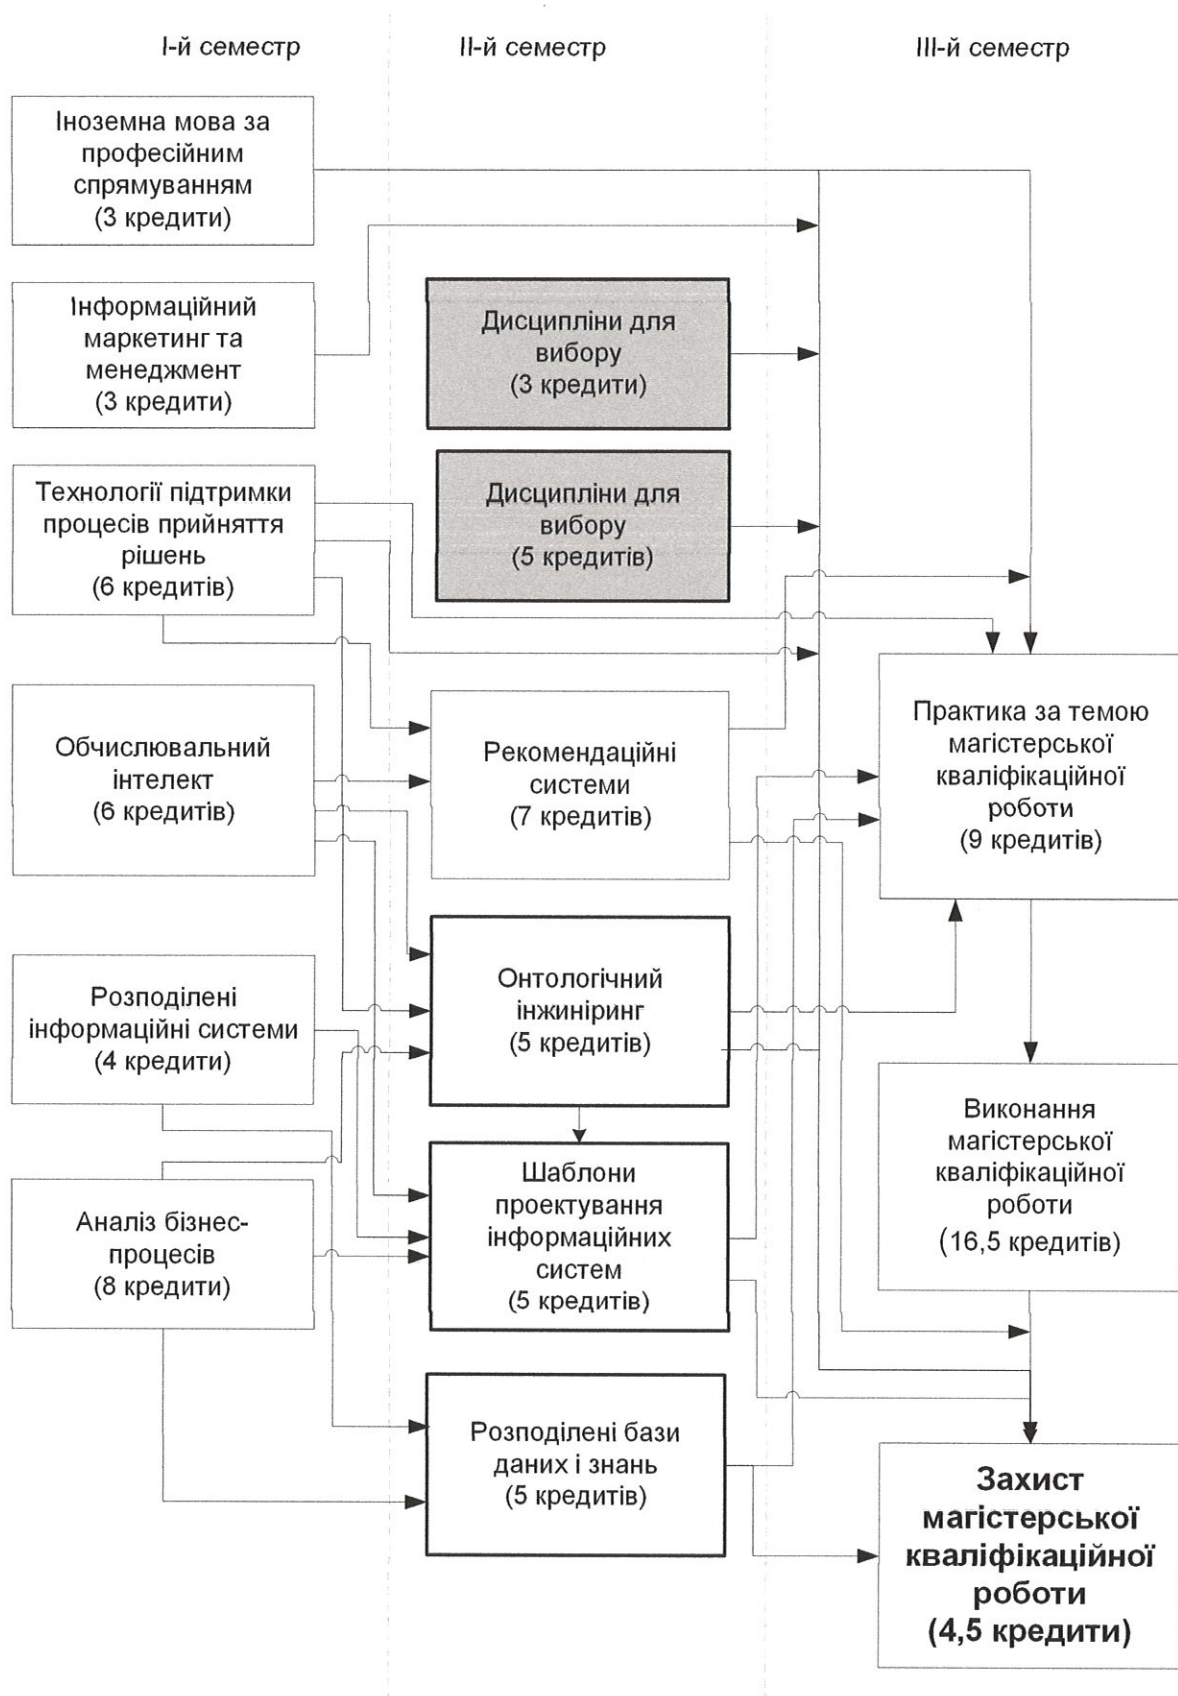 І-й семестр
ІІ-й семестр
ІІІ-й семестр
Іноземна мова за
професійним
спрямуванням
(3 кредити)
Інформаційний
маркетинг та
менеджмент
(3 кредити)
Технології підтримки
процесів прийняття
рішень
(6 кредитів)
Обчислювальний
інтелект
(6 кредитів)
Розподілені
інформаційні системи
(4 кредити)
Аналіз бізнес-
процесів
(8 кредити)
Дисципліни для
вибору
(3 кредити)
Дисципліни для
вибору
(5 кредитів)
Рекомендаційні
системи
(7 кредитів)
Онтологічний
інжиніринг
(5 кредитів)
Шаблони
проектування
інформаційних
систем
(5 кредитів)
Розподілені бази
даних і знань
(5 кредитів)
Практика за темою
магістерської
кваліфікаційної
роботи
(9 кредитів)
Виконання
магістерської
кваліфікаційної
роботи
(16,5 кредитів)
Захист
магістерської
кваліфікаційної
роботи
(4,5 кредити)